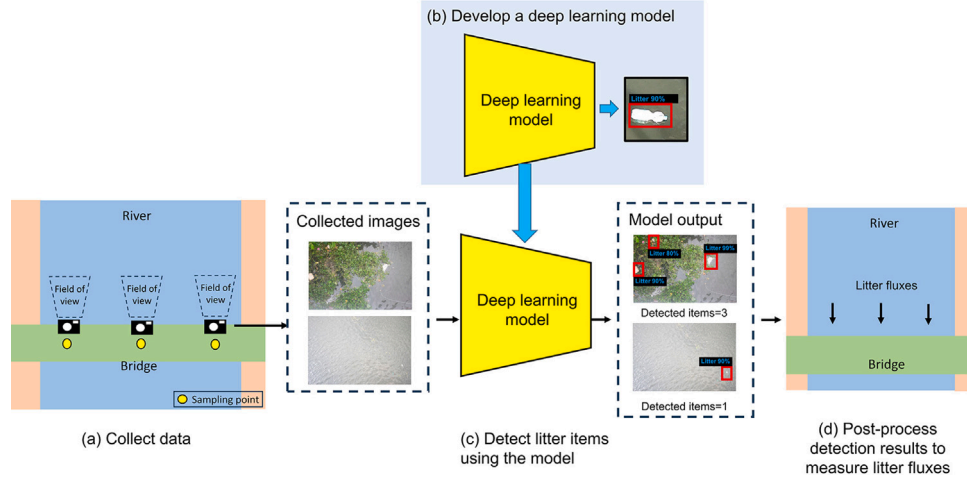 (b) Develop a deep learning model
Deep learning
model
Litter 90%
River
Field of
view
Field of
view
Field of
view
Bridge
Sampling point
(a) Collect data
Collected images
Deep learning
model
Model output
Litter 80%
Litter 99%
Litter 90%
Detected items=3
Litter 90%
Detected items=1
(c) Detect litter items
using the model
River
Litter fluxes
Bridge
(d) Post-process
detection results to
measure litter fluxes